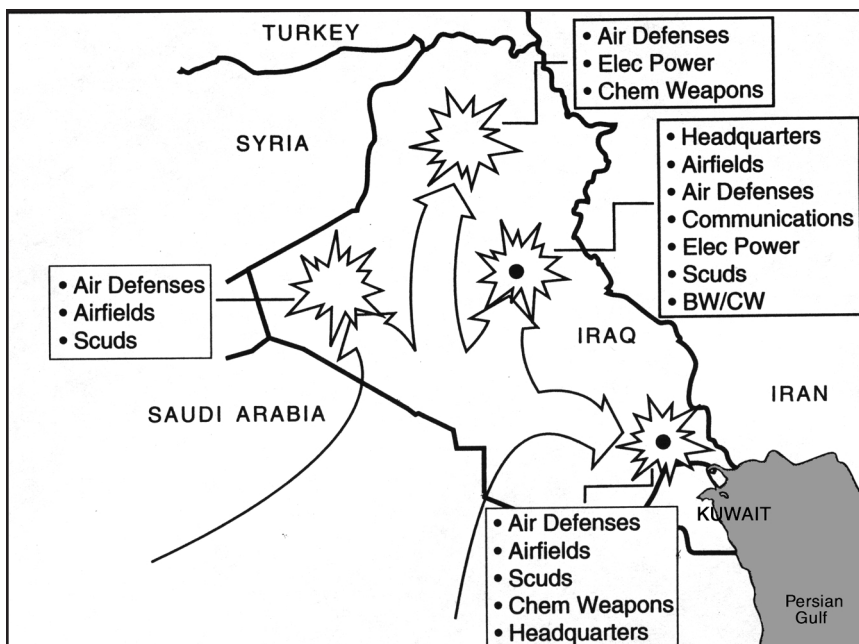 TURKEY
• Air Defenses
• Elec Power
• Chem Weapons
SYRIA
• Headquarters
• Airfields
• Air Defenses
• Communications
• Elec Power
• Scuds
• BW/CW
• Air Defenses
• Airfields
• Scuds
IRAQ
IRAN
SAUDI ARABIA
KUWAIT
• Air Defenses
• Airfields
• Scuds
• Chem Weapons
• Headquarters
Persian
Gulf